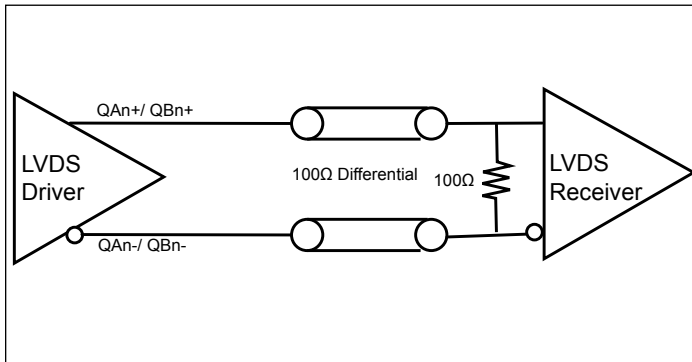 QAn+/ QBn+
LVDS
Driver
100Ω Differential
100Ω
LVDS
Receiver
QAn-/ QBn-